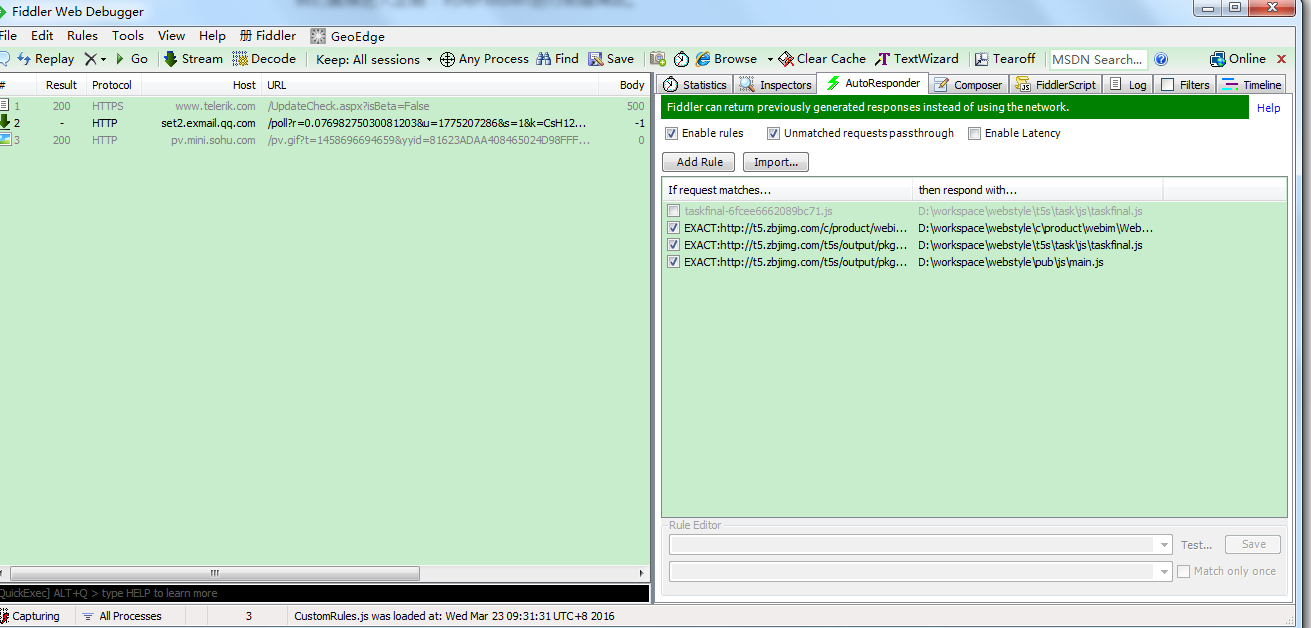 Fiddler Web Debugger
File Edit Rules Tools View Help Fiddler GeoEdge
Replay Go Stream Decode Keep: All sessions Any Process Find Save Browse Clear Cache TextWizard Tearoff MSDN Search... Online
# Result Protocol Host URL Body
1 200 HTTPS www.telerik.com /UpdateCheck.aspx?isBeta=False 500
2 - HTTP set2.exmail.qq.com /poll?r=0.07698275030081203&u=1775207286&s=1&k=CsH12... -1
3 200 HTTP pv.mini.sohu.com /pv.gif?t=1458696694659&yyid=81623ADAA408465024D98FFF... 0
Statistics Inspectors AutoResponder Composer FiddlerScript Log Filters Timeline
Fiddler can return previously generated responses instead of using the network.
Help
Enable rules Unmatched requests passthrough Enable Latency
Add Rule Import...
If request matches... then respond with...
taskfinal-6fcee6662089bc71.js D:\workspace\webstyle\t5s\task\js\taskfinal.js
EXACT:http://t5.zbjimg.com/c/product/webi... D:\workspace\webstyle\c\product\webim\Web...
EXACT:http://t5.zbjimg.com/t5s/output/pkg... D:\workspace\webstyle\t5s\task\js\taskfinal.js
EXACT:http://t5.zbjimg.com/t5s/output/pkg... D:\workspace\webstyle\pub\js\main.js
Rule Editor
Test... Save
Match only once
QuickExec] ALT+Q > type HELP to learn more
Capturing All Processes 3 CustomRules.js was loaded at: Wed Mar 23 09:31:31 UTC+8 2016